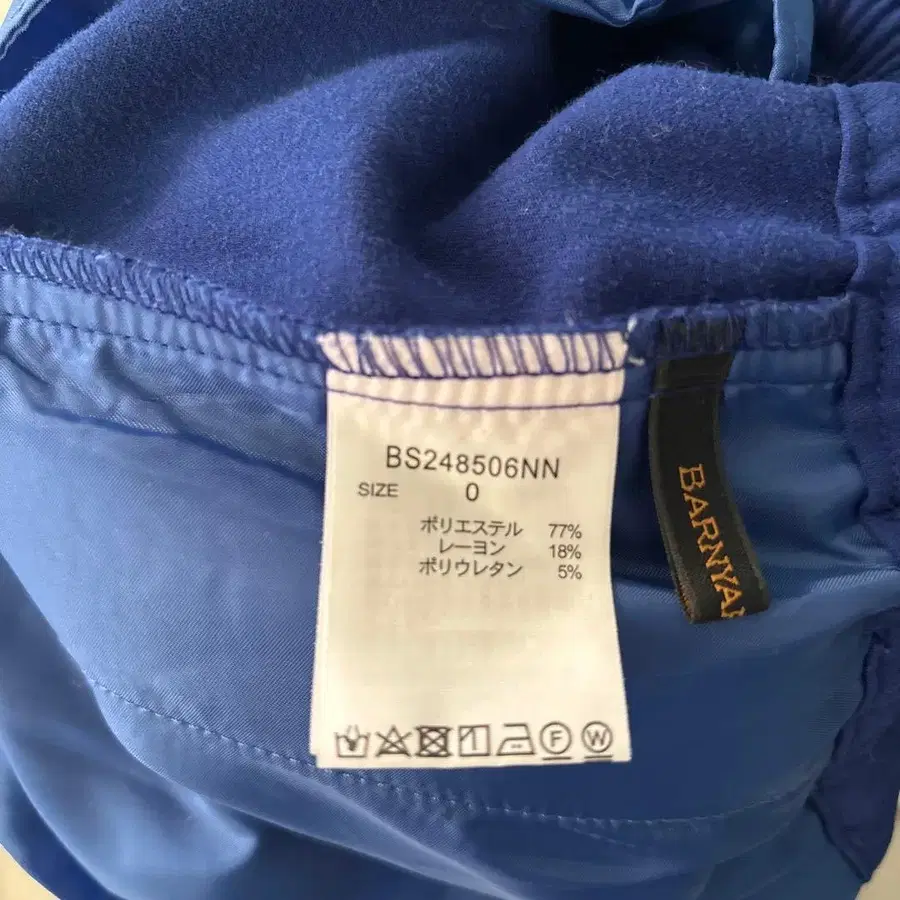 BS248506NN
SIZE 0
ポリエステル 77%
レーヨン 18%
ポリウレタン 5%
F W
BARNYA